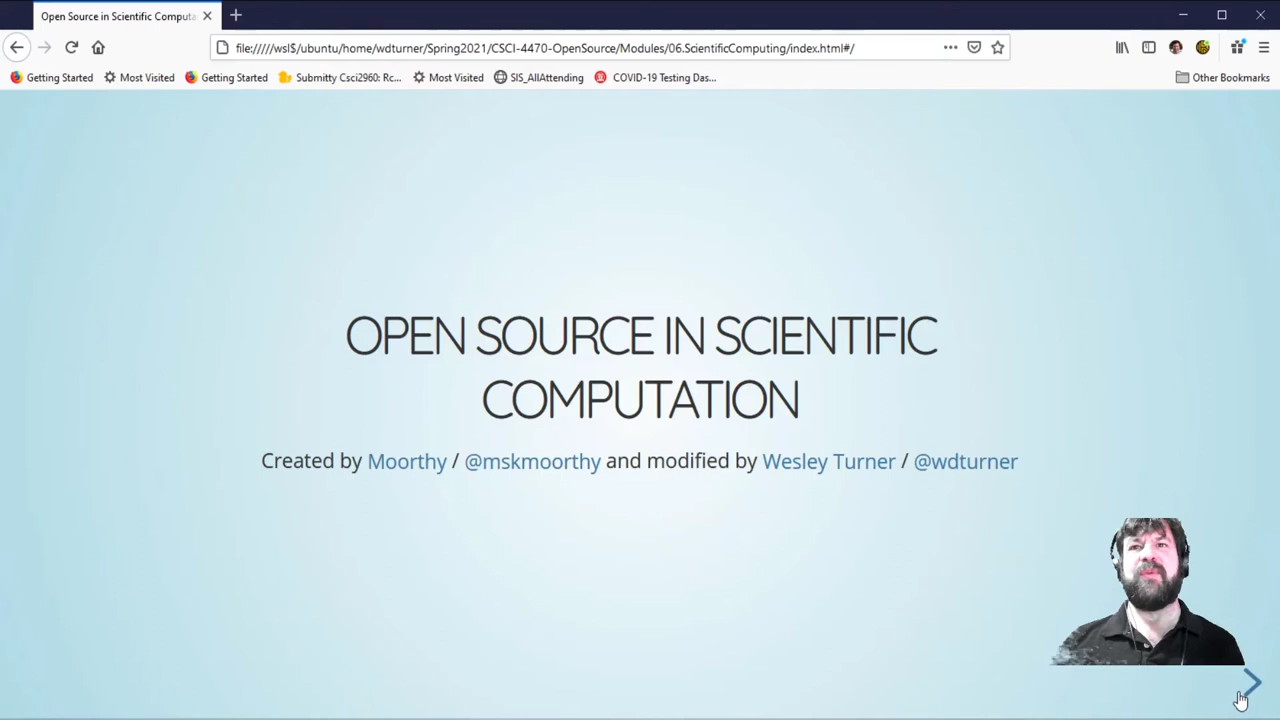 Open Source in Scientific Computa
file://///wsl$/ubuntu/home/wdturner/Spring2021/CSCI-4470-OpenSource/Modules/06.ScientificComputing/index.html#/
Getting Started Most Visited Getting Started Submitty Csci2960: Rc... Most Visited SIS_AllAttending COVID-19 Testing Das... Other Bookmarks
OPEN SOURCE IN SCIENTIFIC
COMPUTATION
Created by Moorthy / @mskmoorthy and modified by Wesley Turner / @wdturner